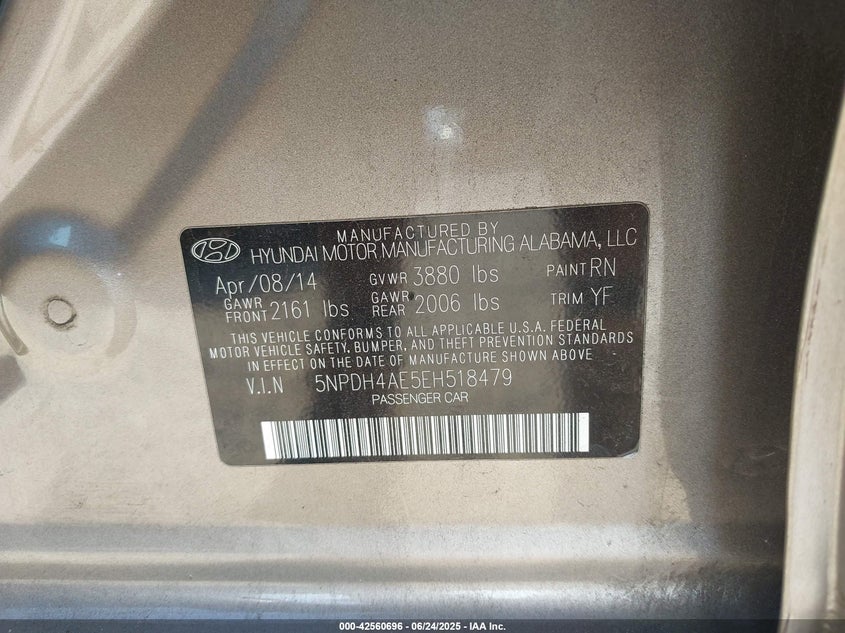 MANUFACTURED BY
HYUNDAI MOTOR MANUFACTURING ALABAMA, LLC
Apr/08/14 GVWR 3880 lbs PAINT RN
GAWR FRONT 2161 lbs GAWR REAR 2006 lbs TRIM YF
THIS VEHICLE CONFORMS TO ALL APPLICABLE U.S.A. FEDERAL
MOTOR VEHICLE SAFETY, BUMPER, AND THEFT PREVENTION STANDARDS
IN EFFECT ON THE DATE OF MANUFACTURE SHOWN ABOVE
V.I.N 5NPDH4AE5EH518479
PASSENGER CAR
000-42560696 - 06/24/2025 - IAA Inc.